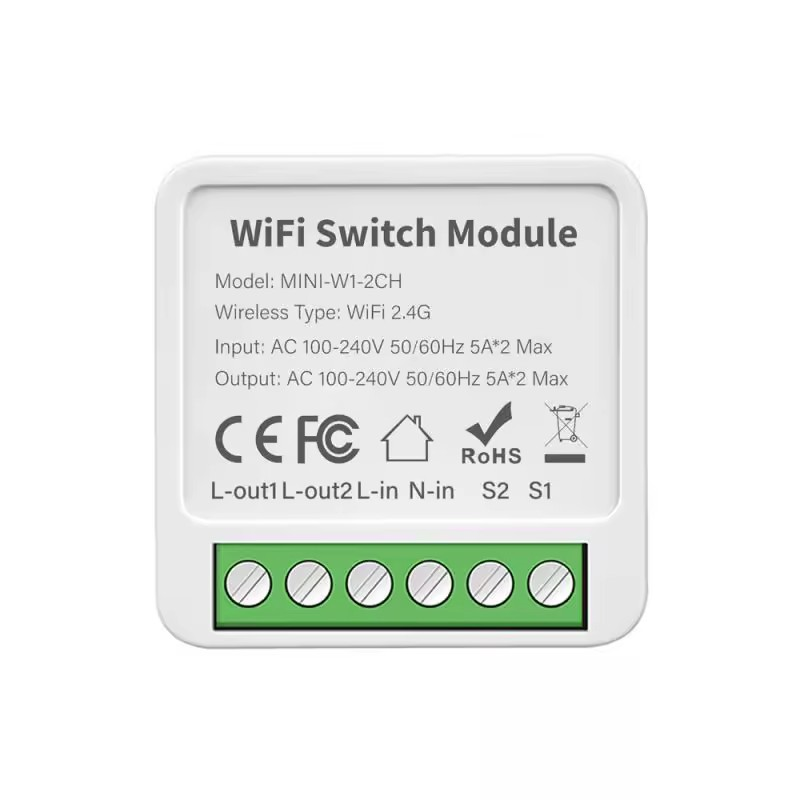 WiFi Switch Module
Model: MINI-W1-2CH
Wireless Type: WiFi 2.4G
Input: AC 100-240V 50/60Hz 5A*2 Max
Output: AC 100-240V 50/60Hz 5A*2 Max
CE FC RoHS
L-out1 L-out2 L-in N-in S2 S1